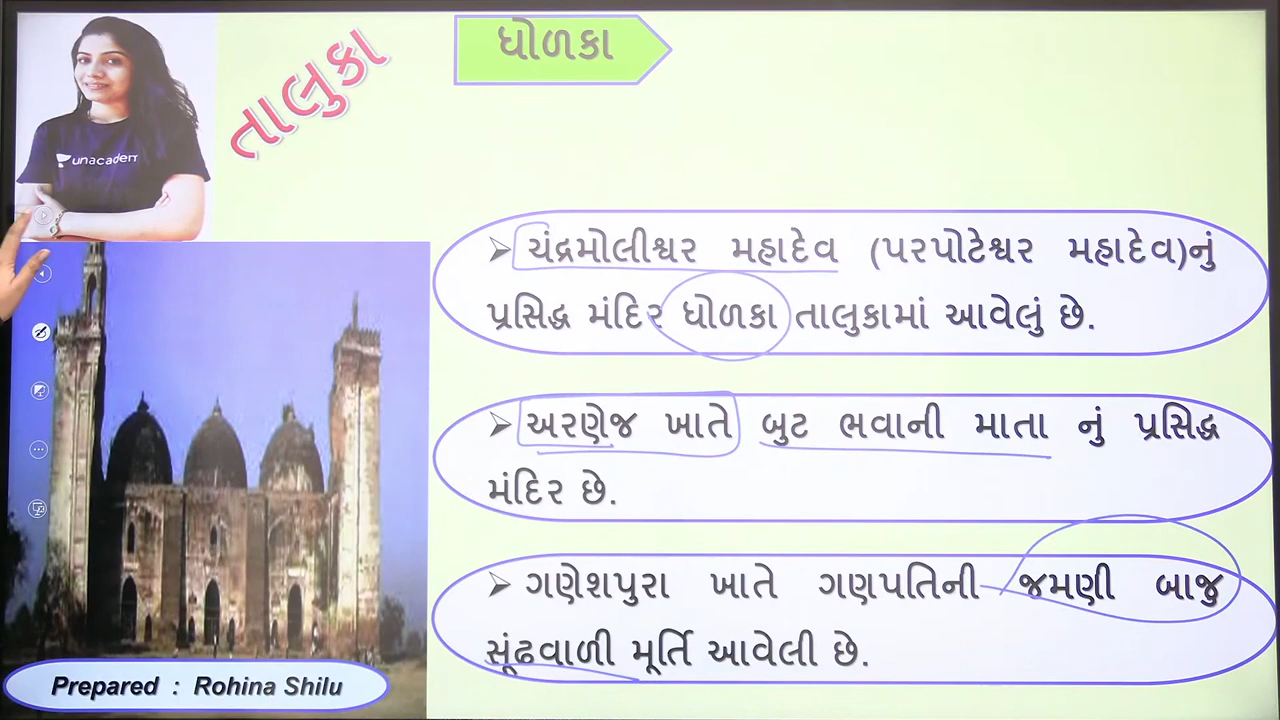 ધોળકા
તાલુકા
unacadem
➢ ચંદ્રમોલીશ્વર મહાદેવ (પરપોટેશ્વર મહાદેવ)નું
પ્રસિદ્ધ મંદિર ધોળકા તાલુકામાં આવેલું છે.
➢ અરણેજ ખાતે બુટ ભવાની માતા નું પ્રસિદ્ધ
મંદિર છે.
➢ ગણેશપુરા ખાતે ગણપતિની જમણી બાજુ
સૂંઢવાળી મૂર્તિ આવેલી છે.
Prepared : Rohina Shilu